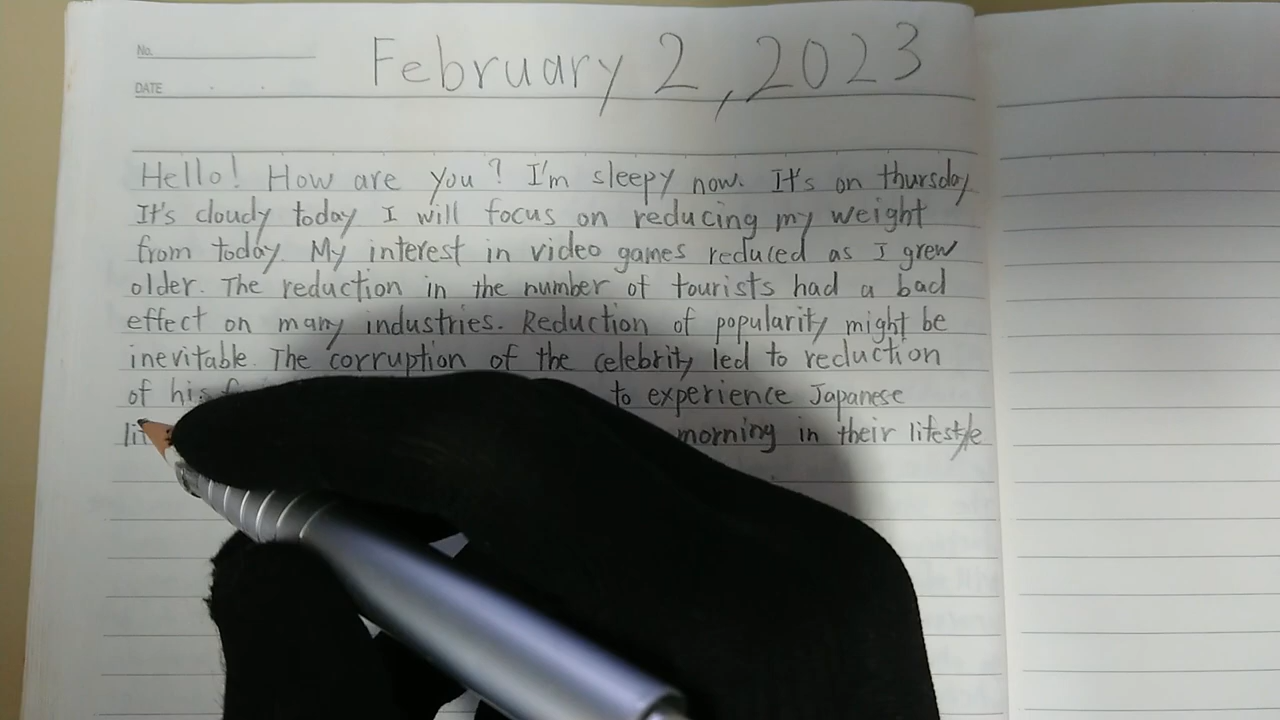 No.
DATE
February 2, 2023
Hello! How are you? I'm sleepy now. It's on thursday
It's cloudy today I will focus on reducing my weight
from today. My interest in video games reduced as I grew
older. The reduction in the number of tourists had a bad
effect on many industries. Reduction of popularity might be
inevitable. The corruption of the celebrity led to reduction
of his to experience Japanese
morning in their lifestyle